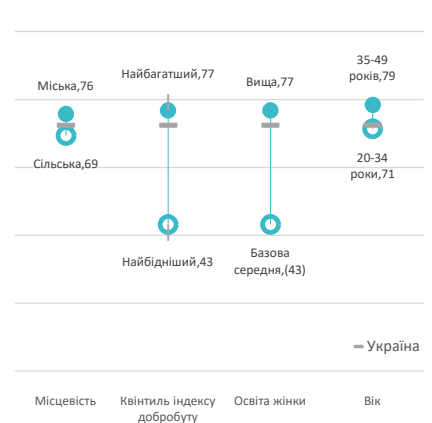 Міська,76
Найбагатший,77
Вища,77
35-49
років,79
Сільська,69
20-34
роки,71
Найбідніший,43
Базова
середня,(43)
Україна
Місцевість
Квінтиль індексу
добробуту
Освіта жінки
Вік